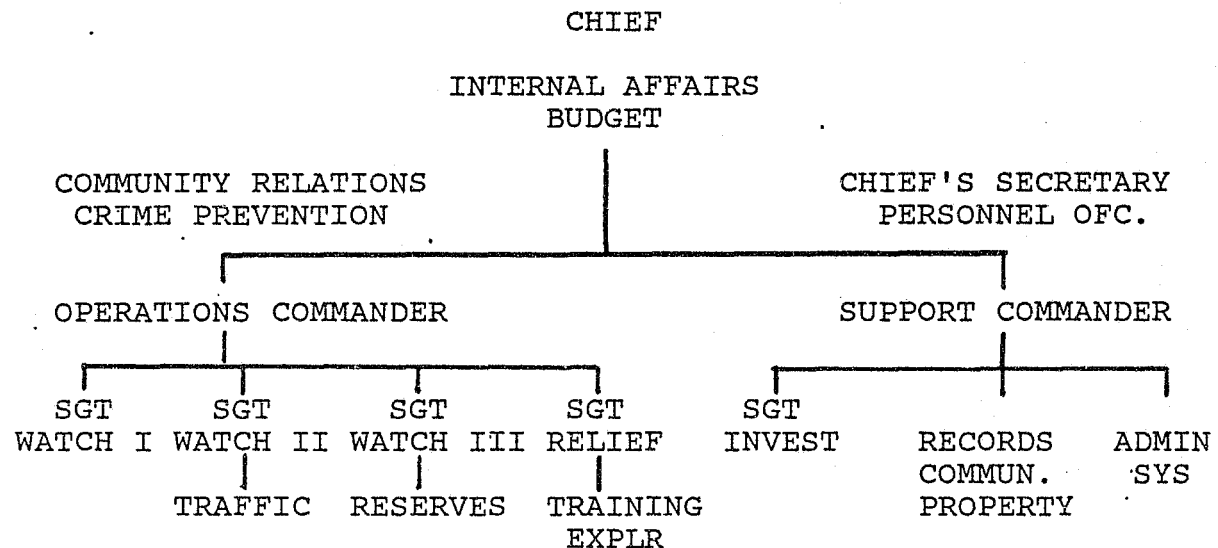 CHIEF
INTERNAL AFFAIRS
BUDGET
COMMUNITY RELATIONS
CRIME PREVENTION
CHIEF'S SECRETARY
PERSONNEL OFC.
OPERATIONS COMMANDER
SUPPORT COMMANDER
SGT
WATCH I
SGT
WATCH II
SGT
WATCH III
SGT
RELIEF
TRAFFIC
RESERVES
TRAINING
EXPLR
SGT
INVEST
RECORDS
COMMUN.
PROPERTY
ADMIN
SYS